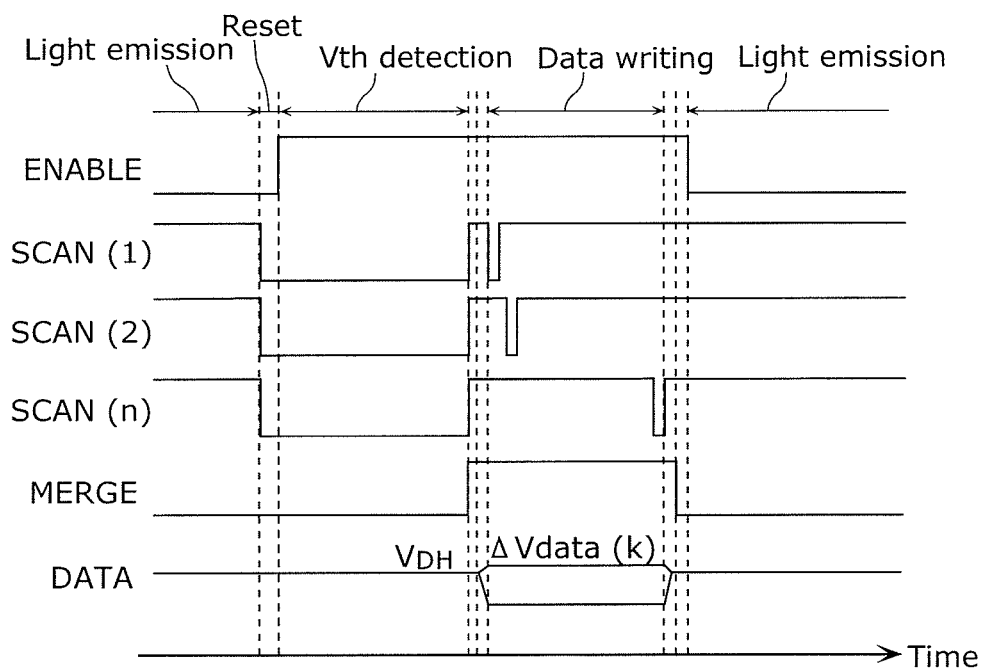 Reset
Light emission
Vth detection
Data writing
Light emission
ENABLE
SCAN (1)
SCAN (2)
SCAN (n)
MERGE
VDH
Δ Vdata (k)
DATA
Time